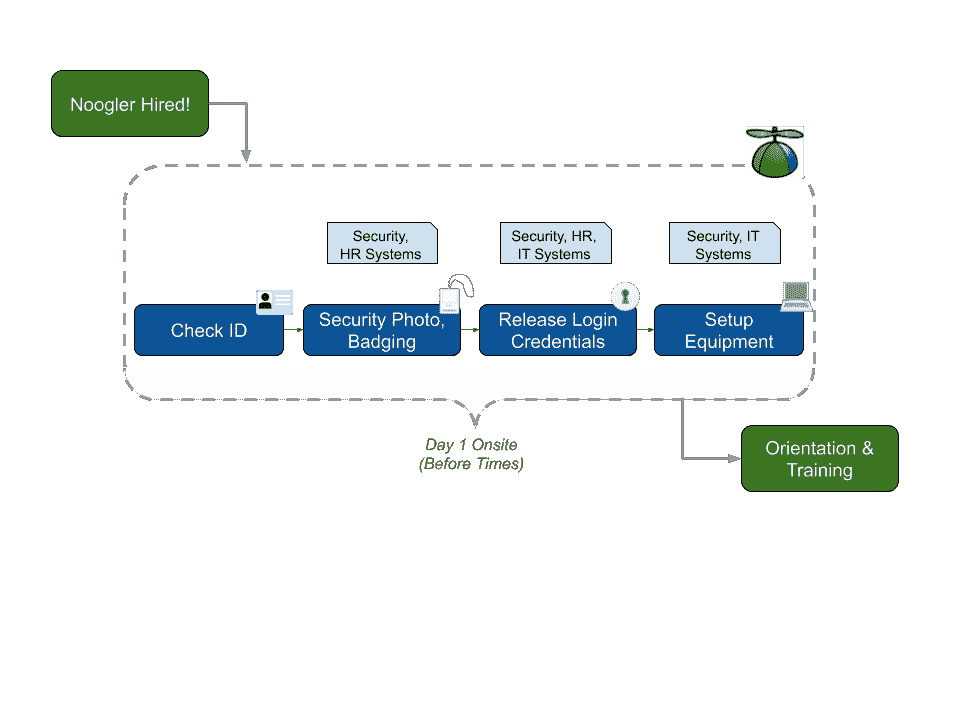 Noogler Hired!
Security,
HR Systems
Security, HR,
IT Systems
Security, IT
Systems
Check ID
Security Photo,
Badging
Release Login
Credentials
Setup
Equipment
Day 1 Onsite
(Before Times)
Orientation &
Training